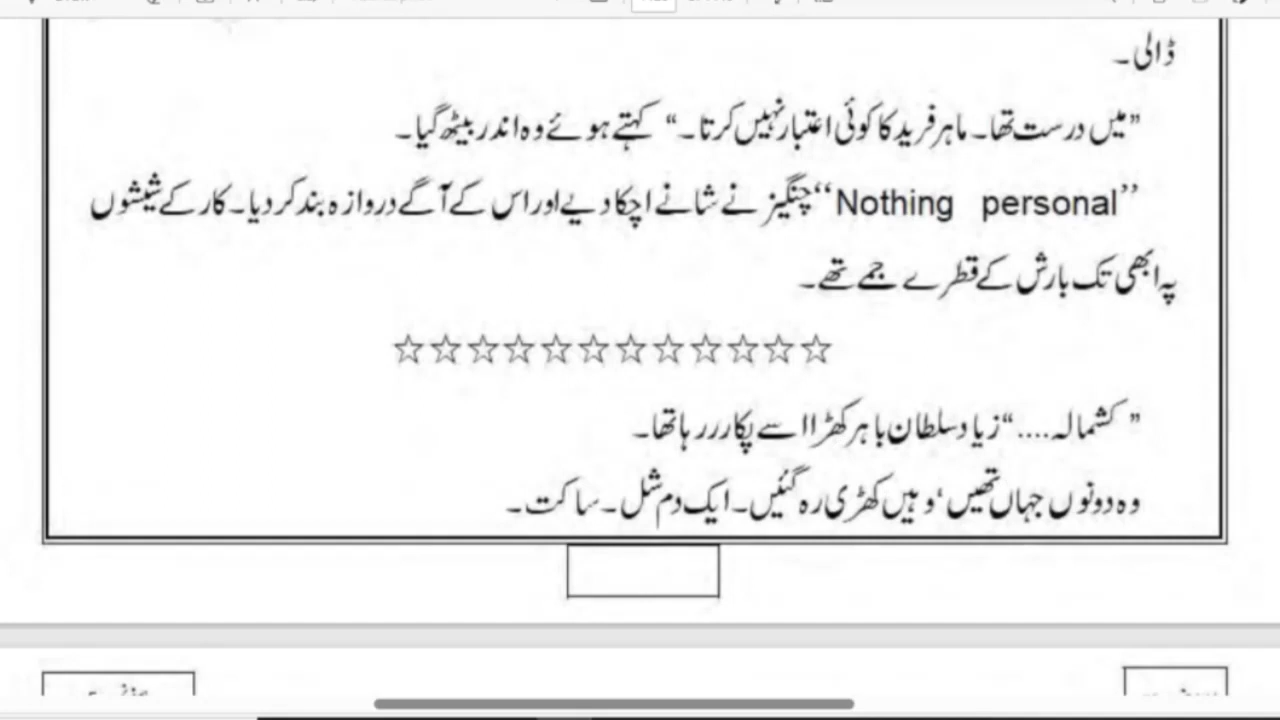 ڈالی۔
”میں درست تھا۔ ماہر فرید کا کوئی اعتبار نہیں کرتا۔“ کہتے ہوئے وہ اندر بیٹھ گیا۔
”Nothing personal“ چنگیز نے شانے اچکا دیے اور اس کے آگے دروازہ بند کر دیا۔ کار کے شیشوں
پہ ابھی تک بارش کے قطرے جمے تھے۔
☆☆☆☆☆☆☆☆☆☆☆☆
”کشمالہ....“ زیاد سلطان باہر کھڑا اسے پکارررہا تھا۔
وہ دونوں جہاں تھیں‘ وہیں کھڑی رہ گئیں۔ ایک دم شل۔ ساکت۔